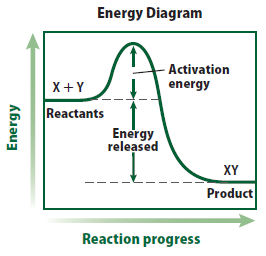 Energy Diagram
Activation
energy
X + Y
Reactants
Energy
released
XY
Product
Energy
Reaction progress